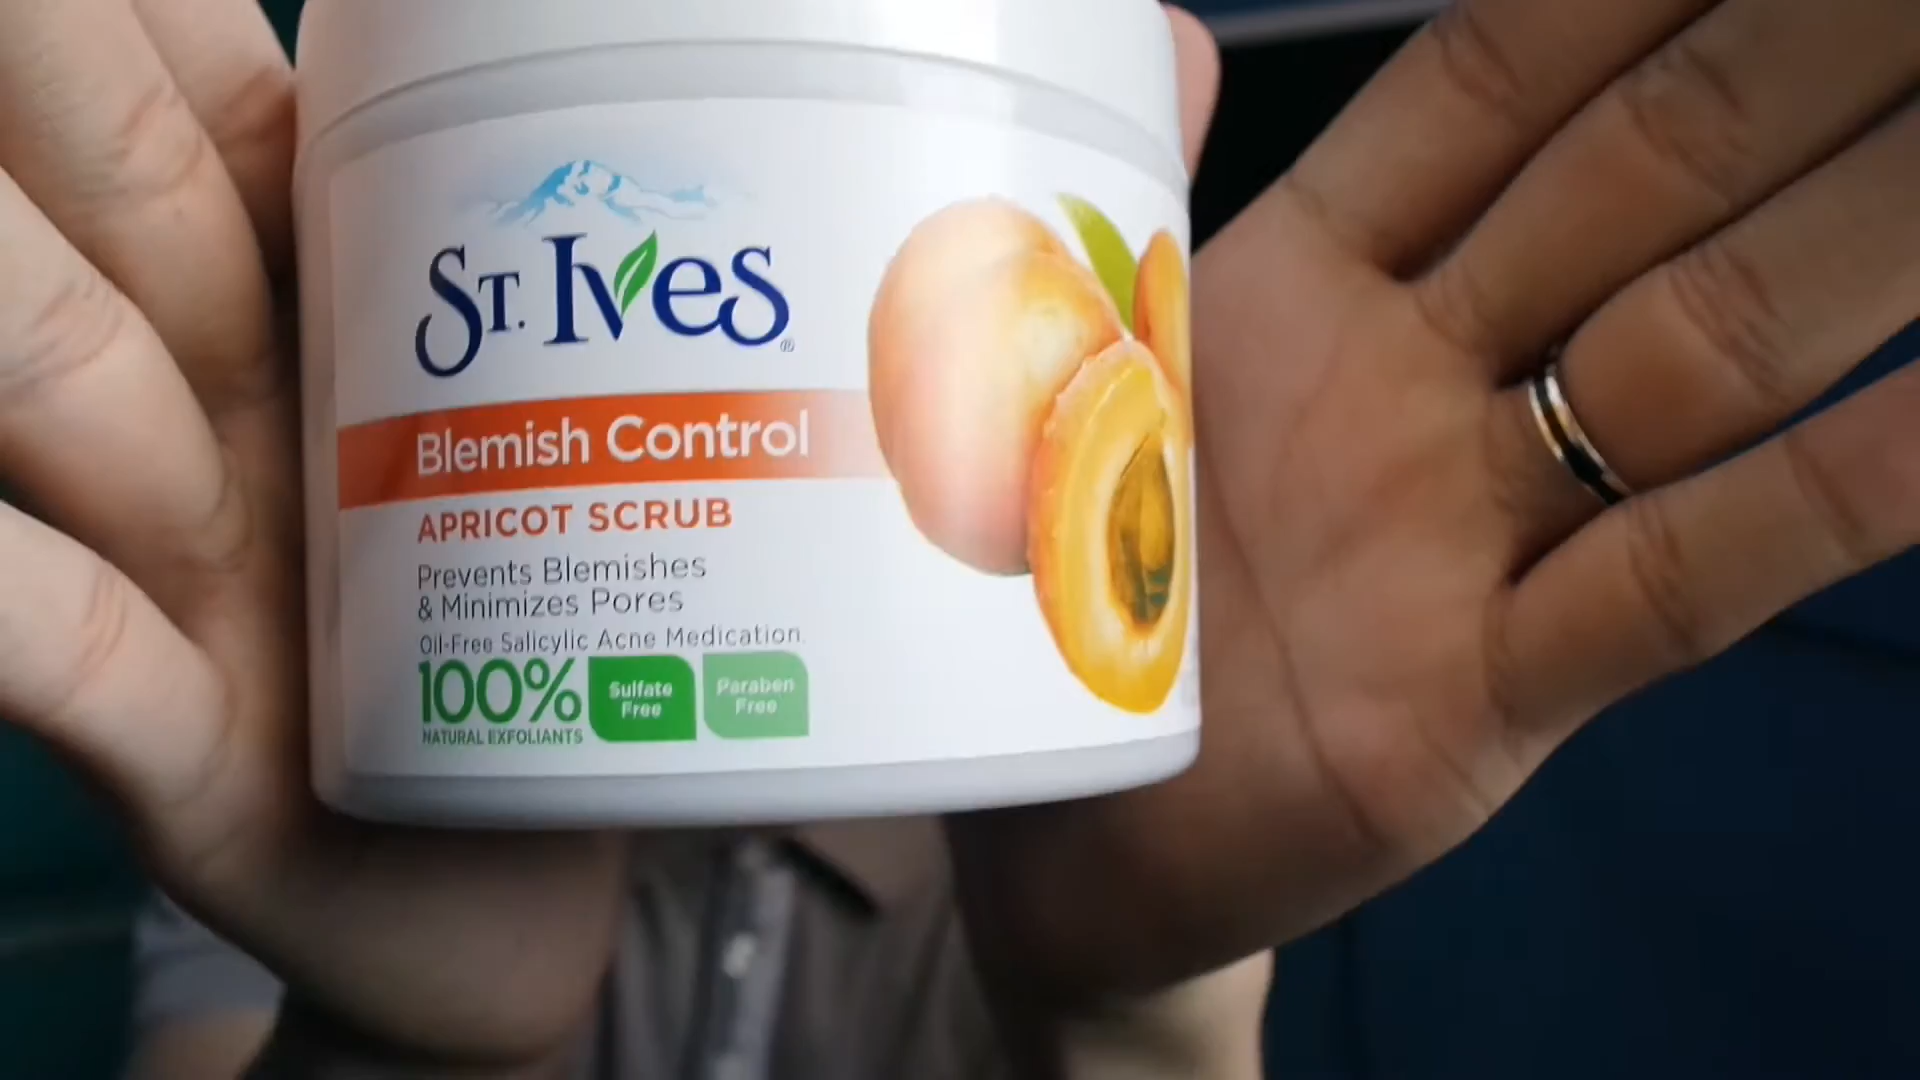 ST. Ives®
Blemish Control
APRICOT SCRUB
Prevents Blemishes
& Minimizes Pores
Oil-Free Salicylic Acne Medication
100%
NATURAL EXFOLIANTS
Sulfate
Free
Paraben
Free